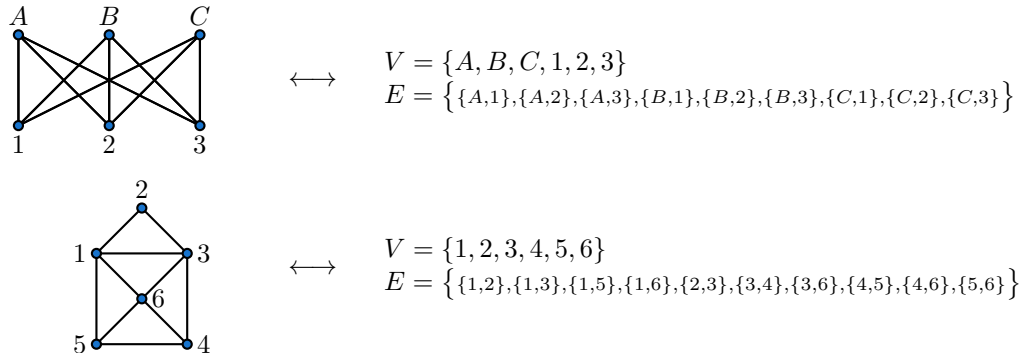 A B C
1 2 3
⟷
V = {A, B, C, 1, 2, 3}
E = {{A,1},{A,2},{A,3},{B,1},{B,2},{B,3},{C,1},{C,2},{C,3}}
2
1 3
6
5 4
⟷
V = {1, 2, 3, 4, 5, 6}
E = {{1,2},{1,3},{1,5},{1,6},{2,3},{3,4},{3,6},{4,5},{4,6},{5,6}}